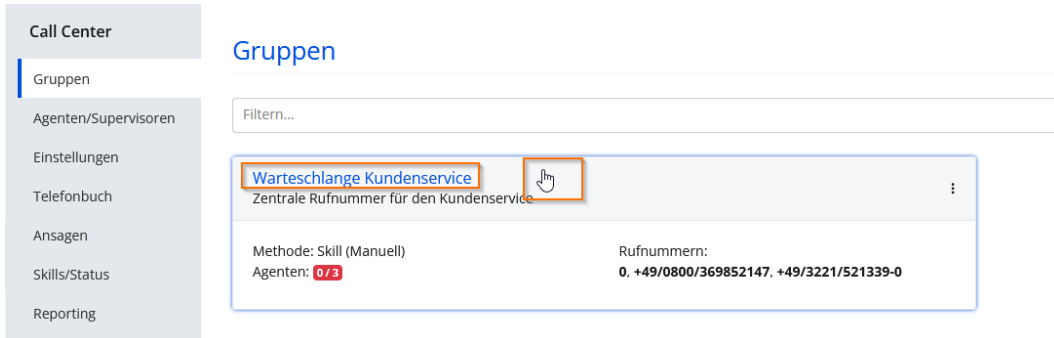 Call Center
Gruppen
Agenten/Supervisoren
Einstellungen
Telefonbuch
Ansagen
Skills/Status
Reporting
Gruppen
Filtern...
Warteschlange Kundenservice
Zentrale Rufnummer für den Kundenservice
Methode: Skill (Manuell)
Agenten: 0 / 3
Rufnummern:
0, +49/0800/369852147, +49/3221/521339-0